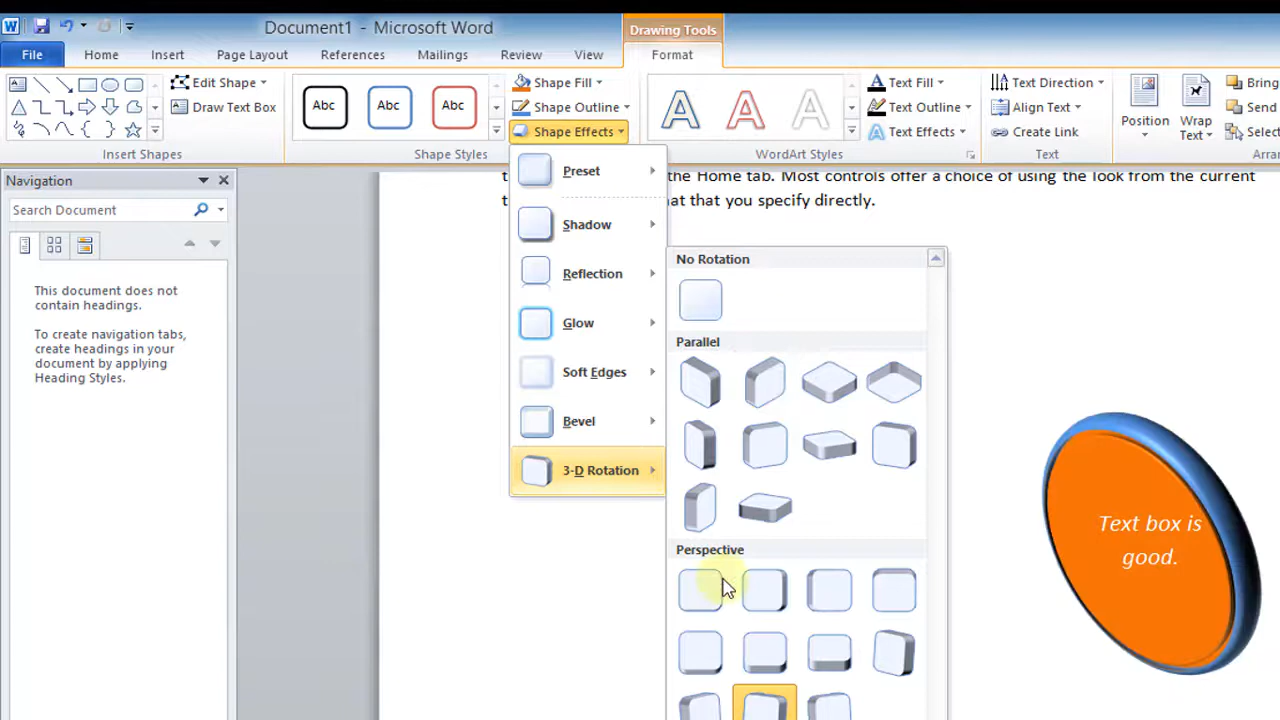 Document1 - Microsoft Word
Drawing Tools
File Home Insert Page Layout References Mailings Review View Format
Edit Shape
Draw Text Box
Insert Shapes
Abc Abc Abc
Shape Fill
Shape Outline
Shape Effects
Shape Styles
A A A
Text Fill
Text Outline
Text Effects
WordArt Styles
Text Direction
Align Text
Create Link
Text
Position
Wrap
Text
Bring
Send
Selec
Arran
Navigation
Search Document
This document does not
contain headings.
To create navigation tabs,
create headings in your
document by applying
Heading Styles.
the Home tab. Most controls offer a choice of using the look from the current
at that you specify directly.
Preset
Shadow
Reflection
Glow
Soft Edges
Bevel
3-D Rotation
No Rotation
Parallel
Perspective
Text box is
good.